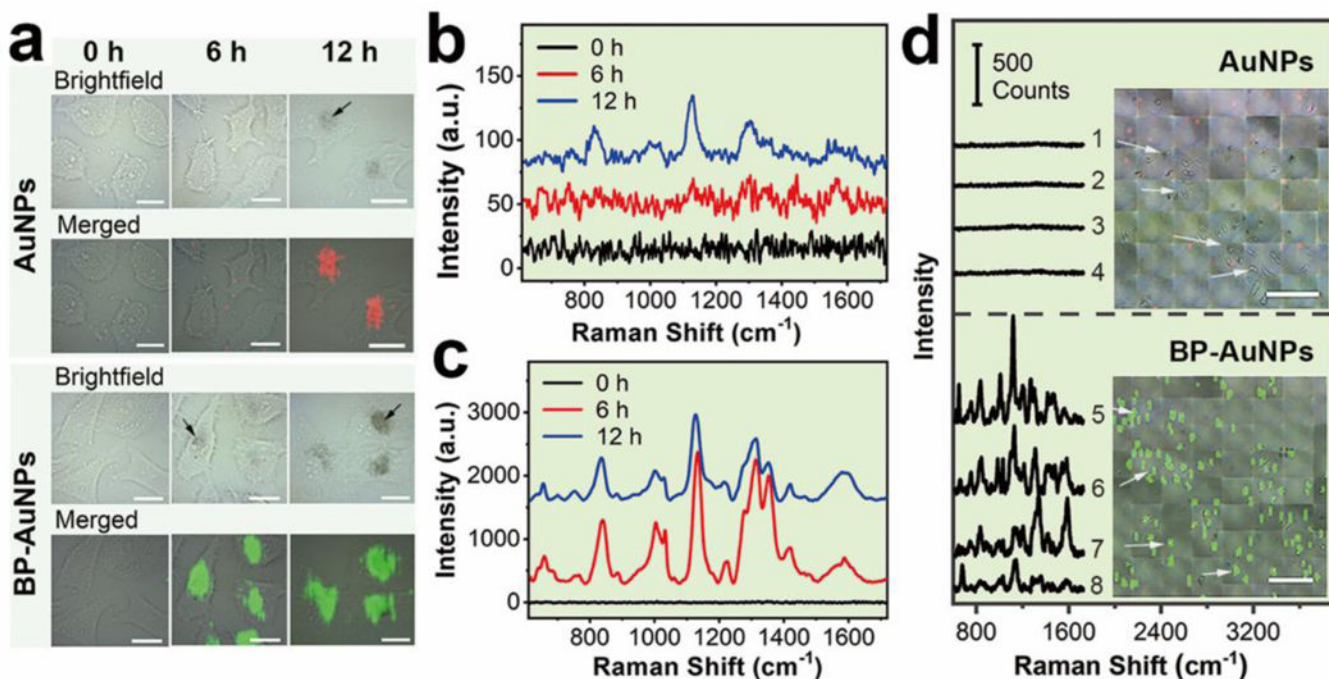 a
0 h 6 h 12 h
AuNPs
Brightfield
Merged
BP-AuNPs
Brightfield
Merged
b
0 h
6 h
12 h
Intensity (a.u.)
150
100
50
0
800 1000 1200 1400 1600
Raman Shift (cm⁻¹)
c
0 h
6 h
12 h
Intensity (a.u.)
3000
2000
1000
0
800 1000 1200 1400 1600
Raman Shift (cm⁻¹)
d
500
Counts
AuNPs
1
2
3
4
Intensity
BP-AuNPs
5
6
7
8
800 1600 2400 3200
Raman Shift (cm⁻¹)